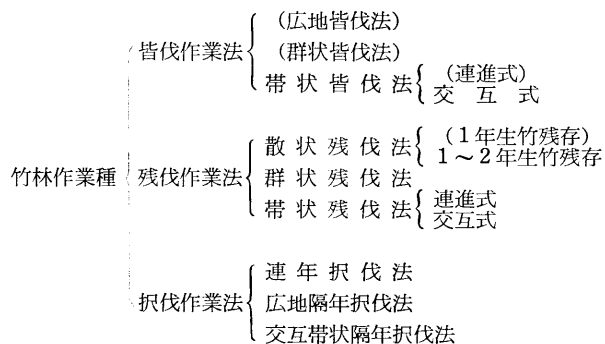 竹林作業種
皆伐作業法
(広地皆伐法)
(群状皆伐法)
帯状皆伐法
(連進式)
交互式
残伐作業法
散状残伐法
(1年生竹残存)
1～2年生竹残存
群状残伐法
帯状残伐法
連進式
交互式
択伐作業法
連年択伐法
広地隔年択伐法
交互帯状隔年択伐法